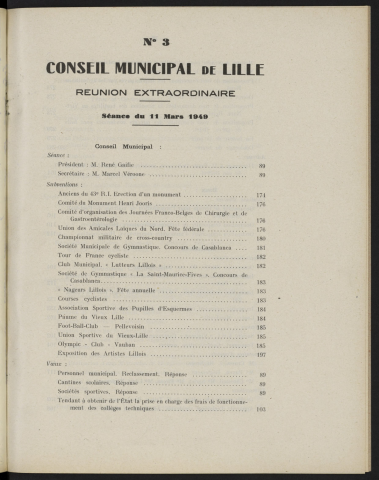 N° 3
CONSEIL MUNICIPAL DE LILLE
REUNION EXTRAORDINAIRE
Séance du 11 Mars 1949
Conseil Municipal :
Séance :
Président : M. René Gaifie 89
Secrétaire : M. Marcel Vérione 89
Subventions :
Anciens du 43e R.I. Erection d'un monument 174
Comité du Monument Henri Jooris 176
Comité d'organisation des Journées Franco-Belges de Chirurgie et de
Gastroentérologie 176
Union des Amicales Laïques du Nord. Fête fédérale 176
Championnat militaire de cross-country 180
Société Municipale de Gymnastique. Concours de Casablanca 181
Tour de France cycliste 182
Club Municipal. « Lutteurs Lillois » 182
Société de Gymnastique « La Saint-Maurice-Fives ». Concours de
Casablanca 183
« Nageurs Lillois ». Fête annuelle 183
Courses cyclistes 183
Association Sportive des Pupilles d'Esquermes 184
Piaume du Vieux Lille 184
Foot-Ball-Club — Pellevoisin 185
Union Sportive du Vieux-Lille 185
Olympic - Club - Vauban 185
Exposition des Artistes Lillois 197
Vœux :
Personnel municipal. Reclassement. Réponse 89
Cantines scolaires. Réponse 89
Sociétés sportives. Réponse 89
Tendant à obtenir de l'État la prise en charge des frais de fonctionne-
ment des collèges techniques 103